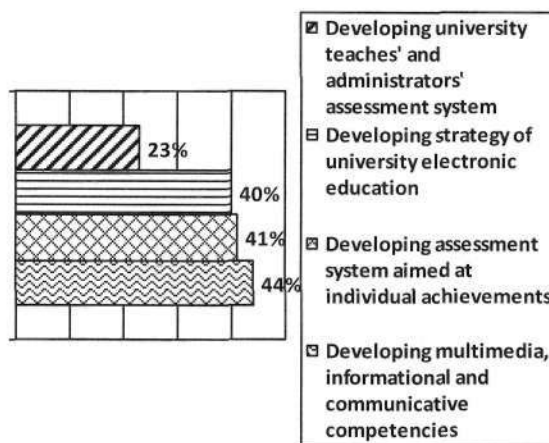 23%
40%
41%
44%
Developing university
teaches' and
administrators'
assessment system
Developing strategy of
university electronic
education
Developing assessment
system aimed at
individual achievements
Developing multimedia,
informational and
communicative
competencies